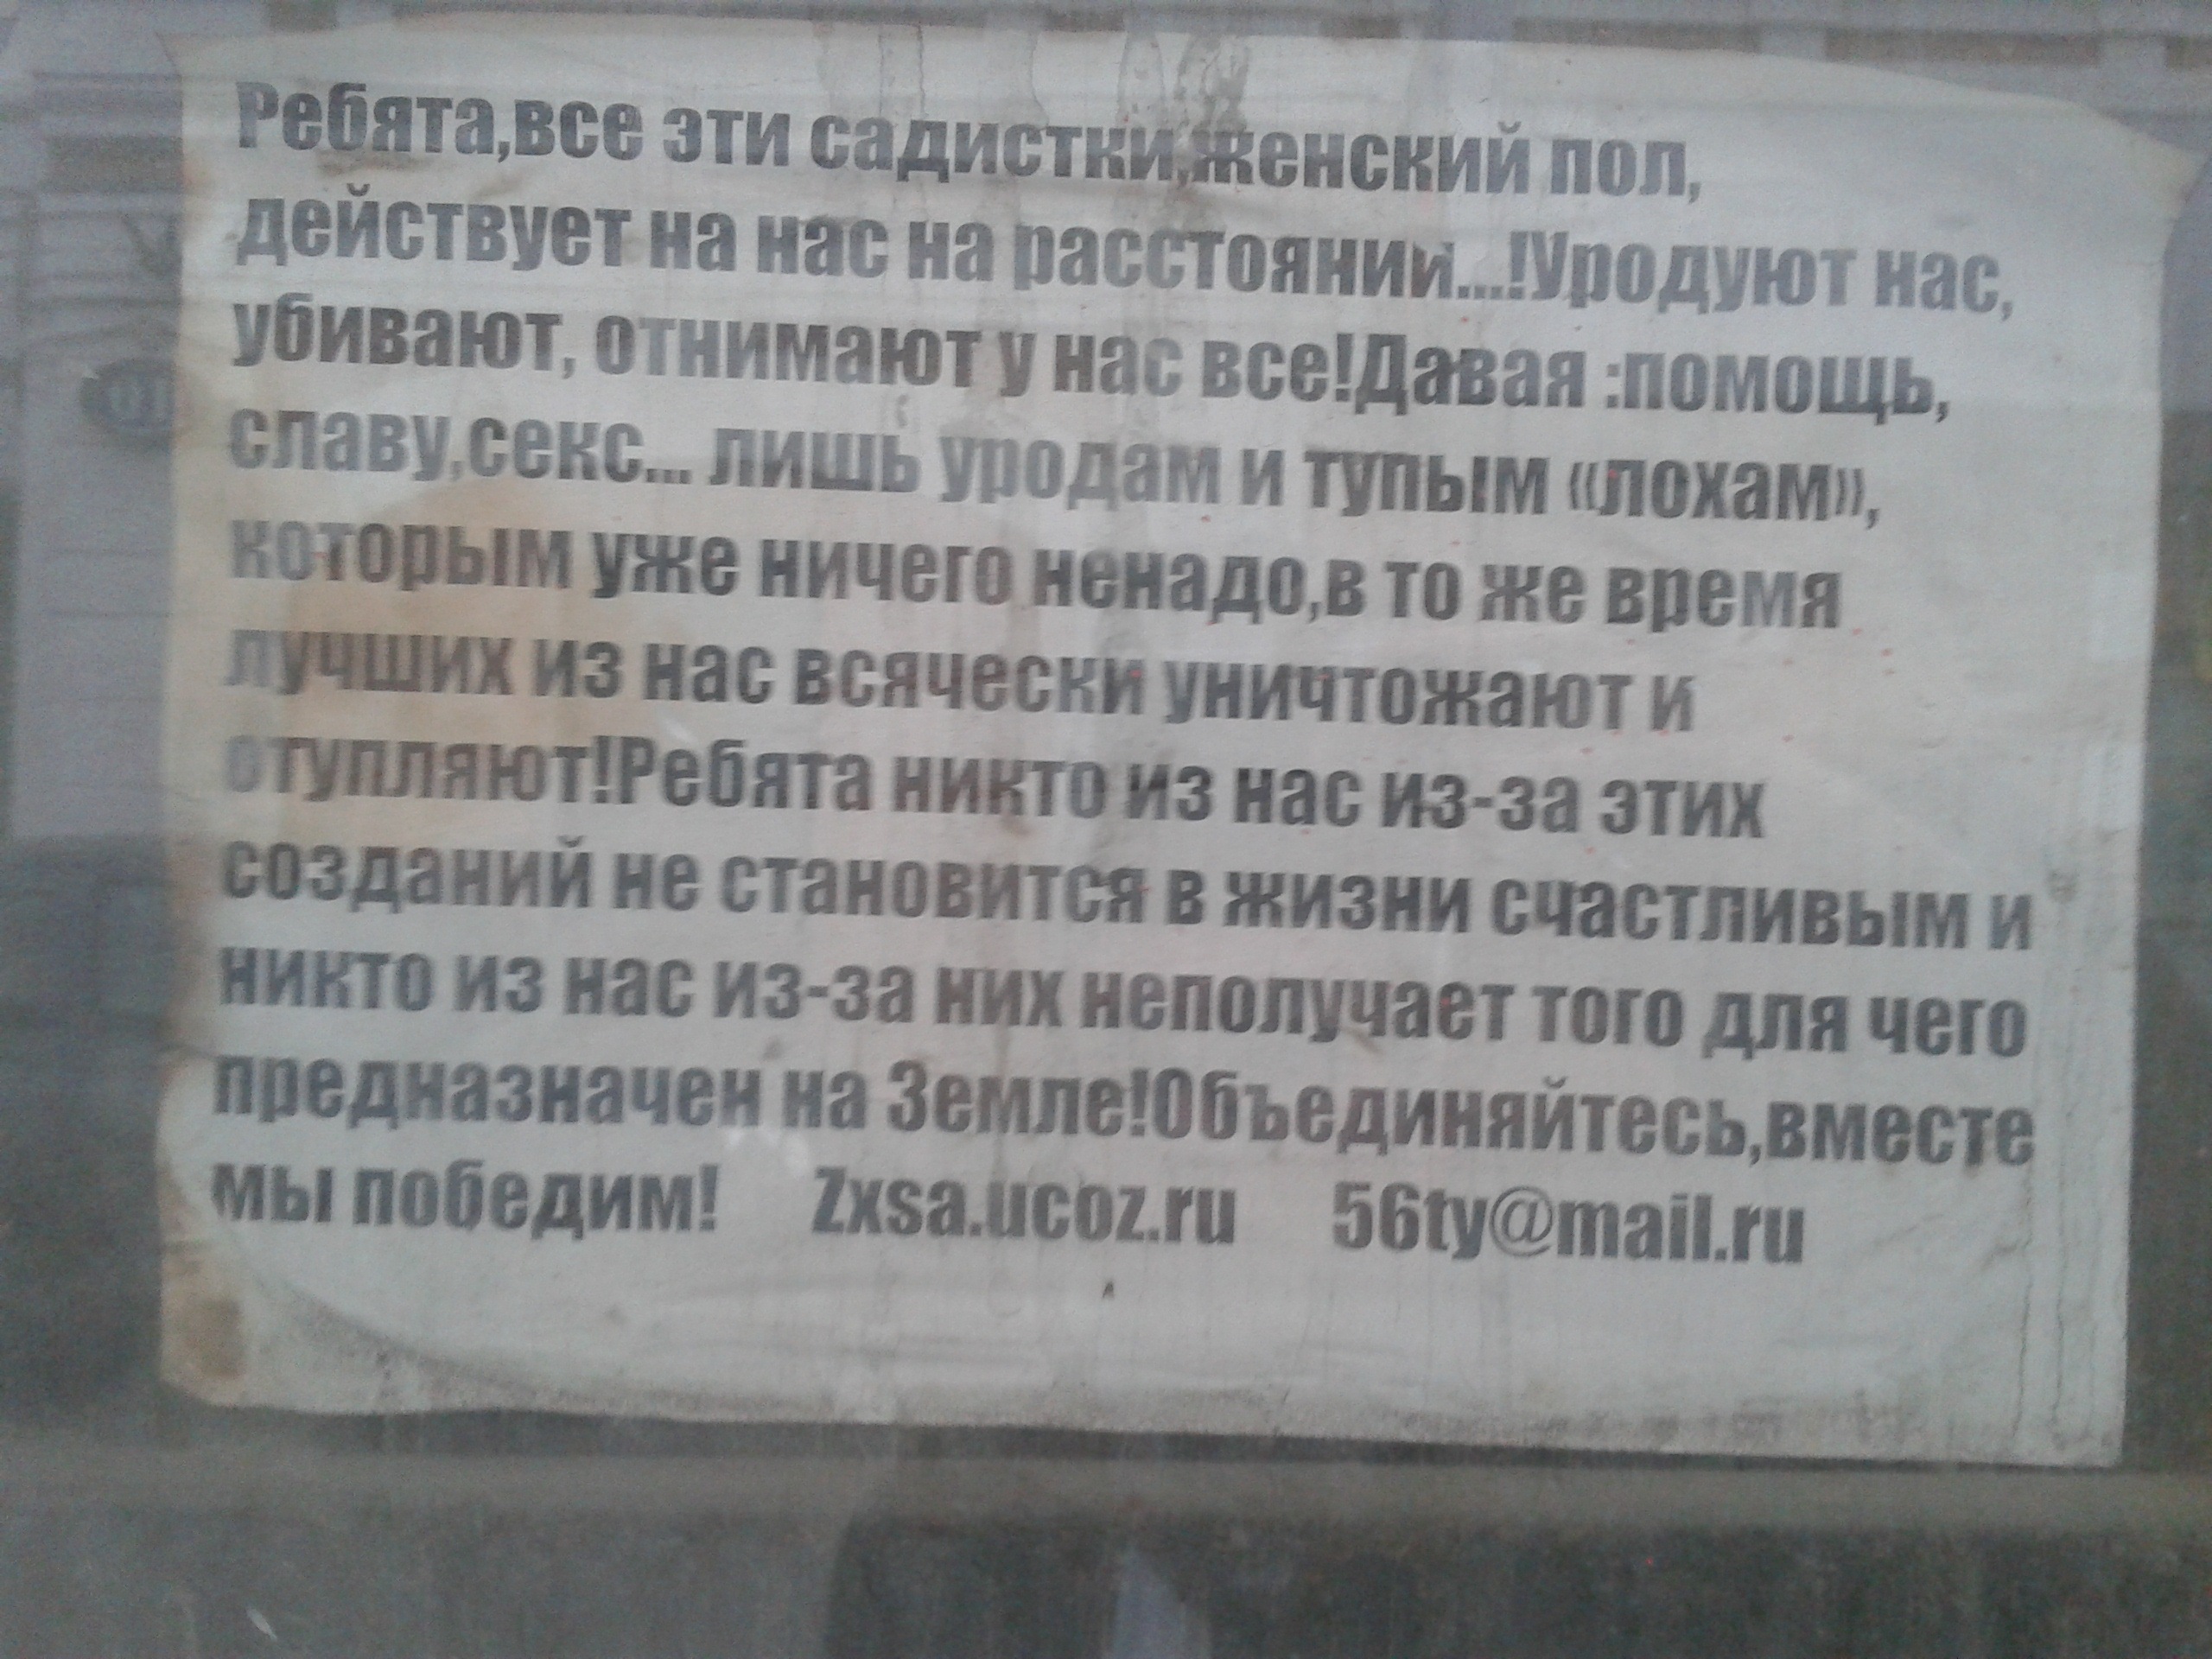 Ребята,все эти садистки,женский пол,
действует на нас на расстоянии...!Уродуют нас,
убивают, отнимают у нас все!Давая :помощь,
славу,секс... лишь уродам и тупым «лохам»,
которым уже ничего ненадо,в то же время
лучших из нас всячески уничтожают и
отупляют!Ребята никто из нас из-за этих
созданий не становится в жизни счастливым и
никто из нас из-за них неполучает того для чего
предназначен на Земле!Объединяйтесь,вместе
мы победим! Zxsa.ucoz.ru 56ty@mail.ru